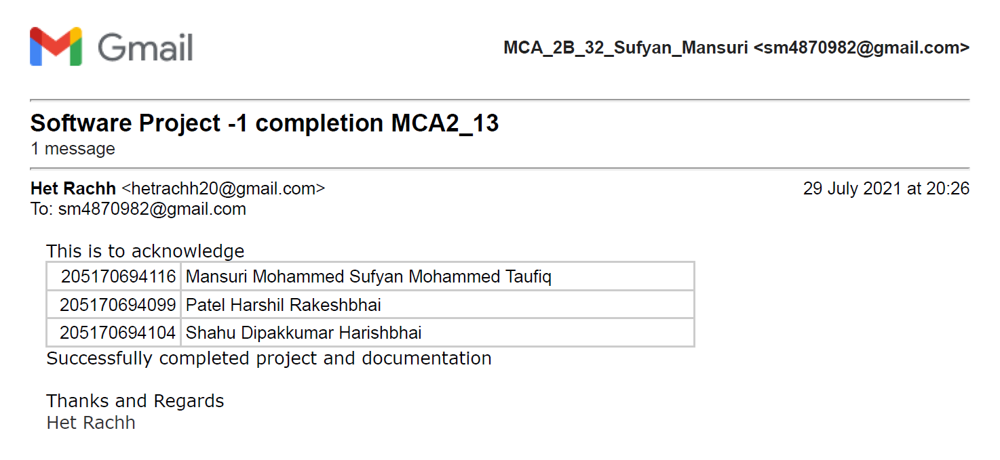 Gmail
MCA_2B_32_Sufyan_Mansuri <sm4870982@gmail.com>
Software Project -1 completion MCA2_13
1 message
Het Rachh <hetrachh20@gmail.com> 29 July 2021 at 20:26
To: sm4870982@gmail.com
This is to acknowledge
205170694116 Mansuri Mohammed Sufyan Mohammed Taufiq
205170694099 Patel Harshil Rakeshbhai
205170694104 Shahu Dipakkumar Harishbhai
Successfully completed project and documentation
Thanks and Regards
Het Rachh